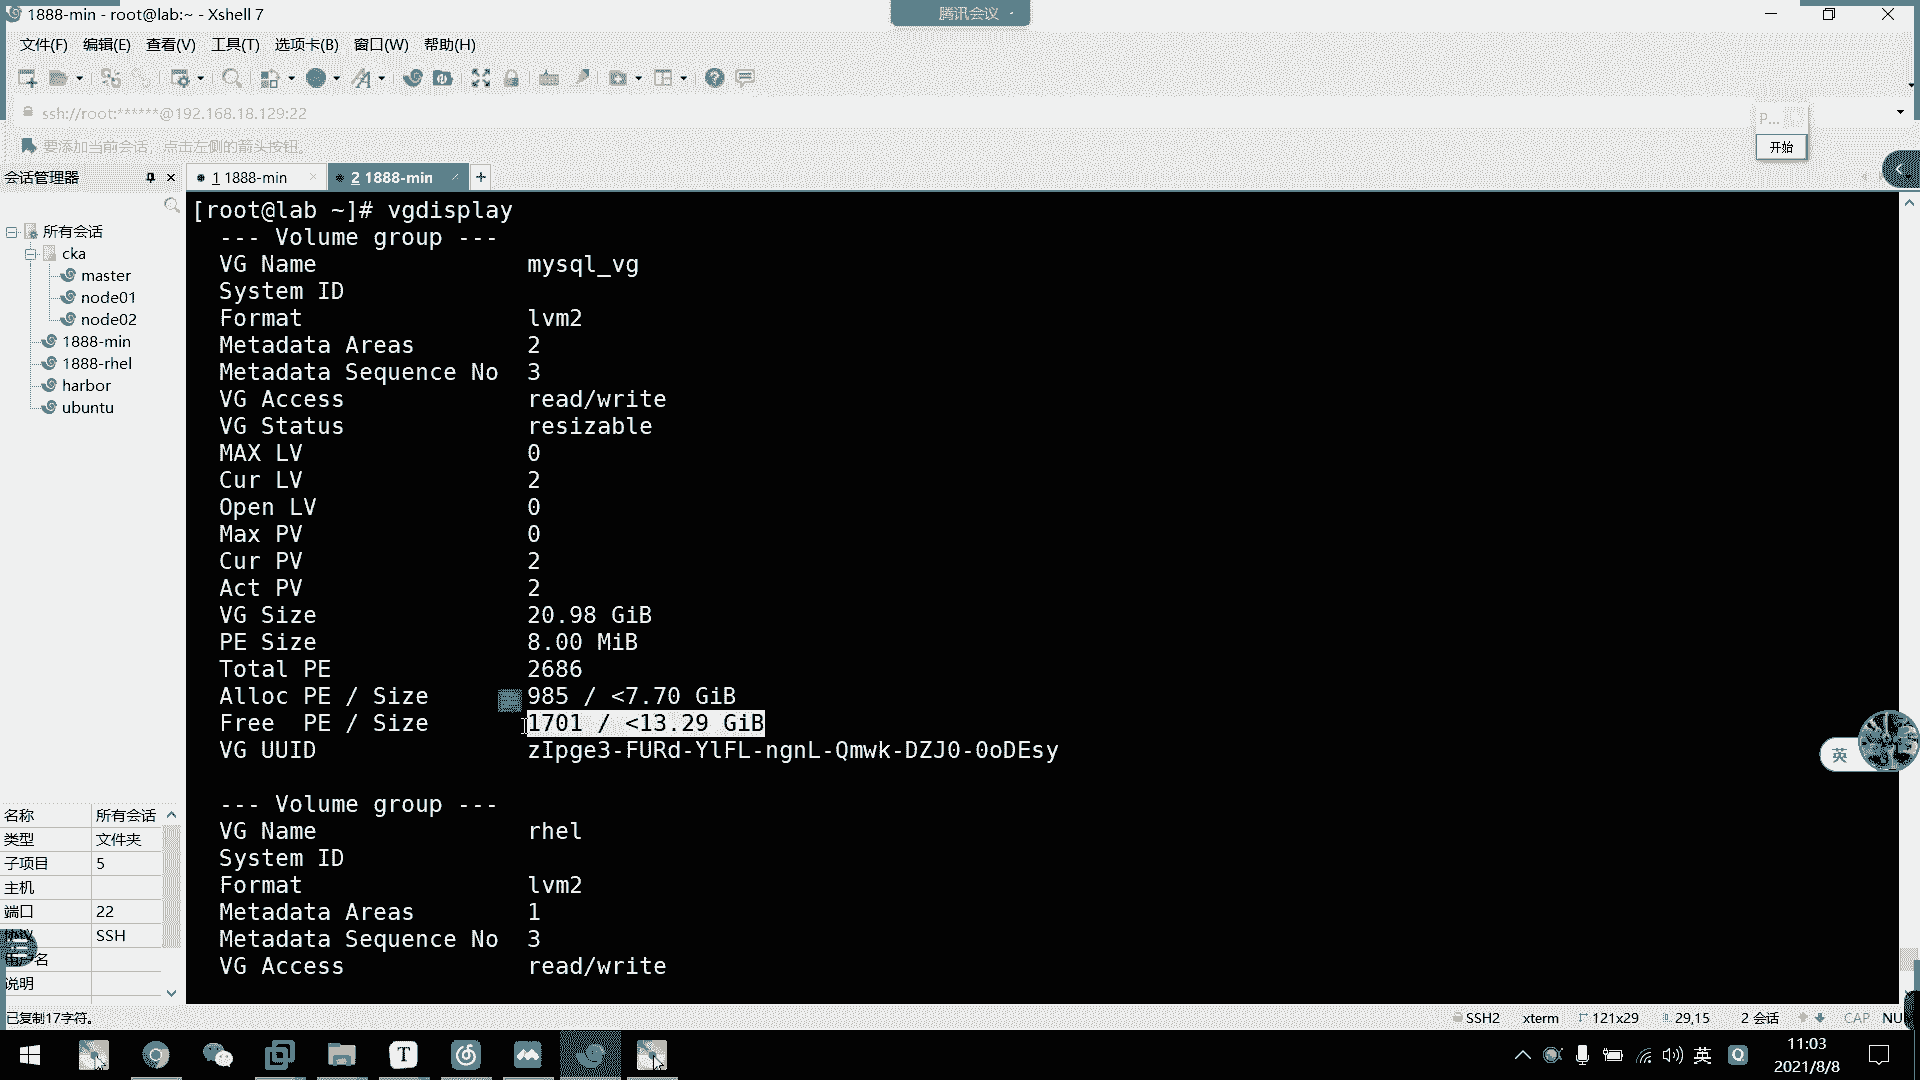 1888-min - root@lab:~ - Xshell 7
腾讯会议
文件(F) 编辑(E) 查看(V) 工具(T) 选项卡(B) 窗口(W) 帮助(H)
ssh://root:******@192.168.18.129:22
P...
要添加当前会话，点击左侧的箭头按钮。
开始
会话管理器
1 1888-min
2 1888-min
所有会话
cka
master
node01
node02
1888-min
1888-rhel
harbor
ubuntu
[root@lab ~]# vgdisplay
--- Volume group ---
VG Name mysql_vg
System ID
Format lvm2
Metadata Areas 2
Metadata Sequence No 3
VG Access read/write
VG Status resizable
MAX LV 0
Cur LV 2
Open LV 0
Max PV 0
Cur PV 2
Act PV 2
VG Size 20.98 GiB
PE Size 8.00 MiB
Total PE 2686
Alloc PE / Size 985 / <7.70 GiB
Free PE / Size 1701 / <13.29 GiB
VG UUID zIpge3-FURd-YlFL-ngnL-Qmwk-DZJ0-0oDEsy
--- Volume group ---
VG Name rhel
System ID
Format lvm2
Metadata Areas 1
Metadata Sequence No 3
VG Access read/write
英
名称 所有会话
类型 文件夹
子项目 5
主机
端口 22
协议 SSH
用户名
说明
已复制17字符。
SSH2 xterm 121x29 29,15 2 会话 CAP NU
T
英
Q
11:03
2021/8/8